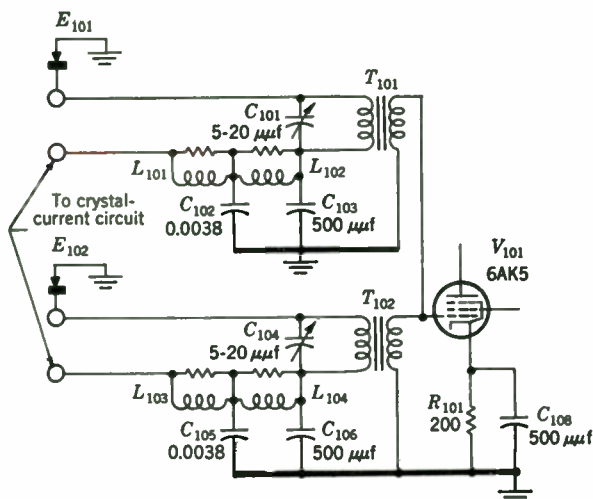 E101
T101
C101
5-20 μμf
L101
L102
To crystal-
current circuit
C102
0.0038
C103
500 μμf
E102
V101
6AK5
T102
C104
5-20 μμf
L103
L104
R101
200
C105
0.0038
C106
500 μμf
C108
500 μμf